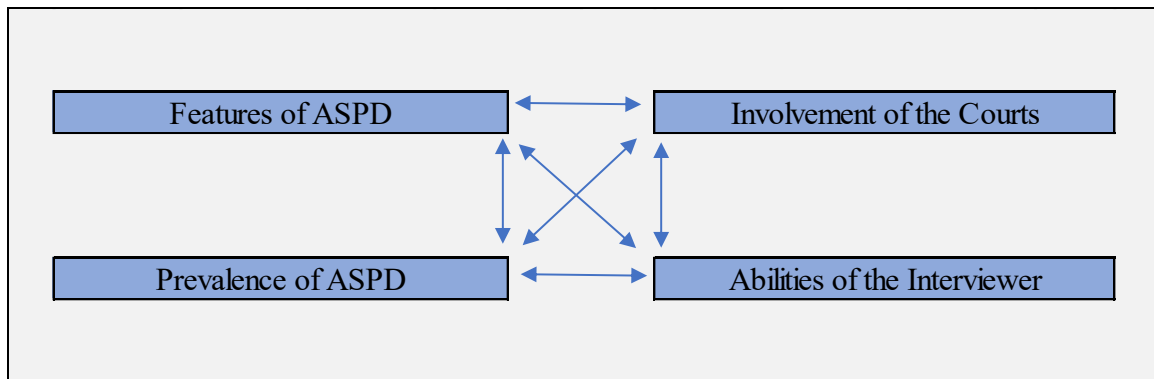 Features of ASPD
Involvement of the Courts
Prevalence of ASPD
Abilities of the Interviewer